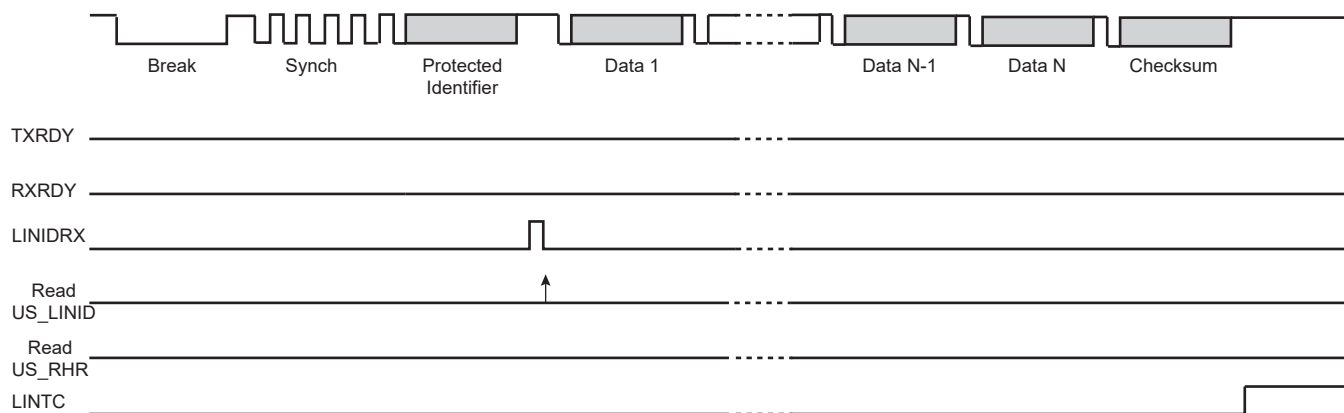 Break Synch Protected Data 1 Data N-1 Data N Checksum
Identifier
TXRDY
RXRDY
LINIDRX
Read
US_LINID
Read
US_RHR
LINTC